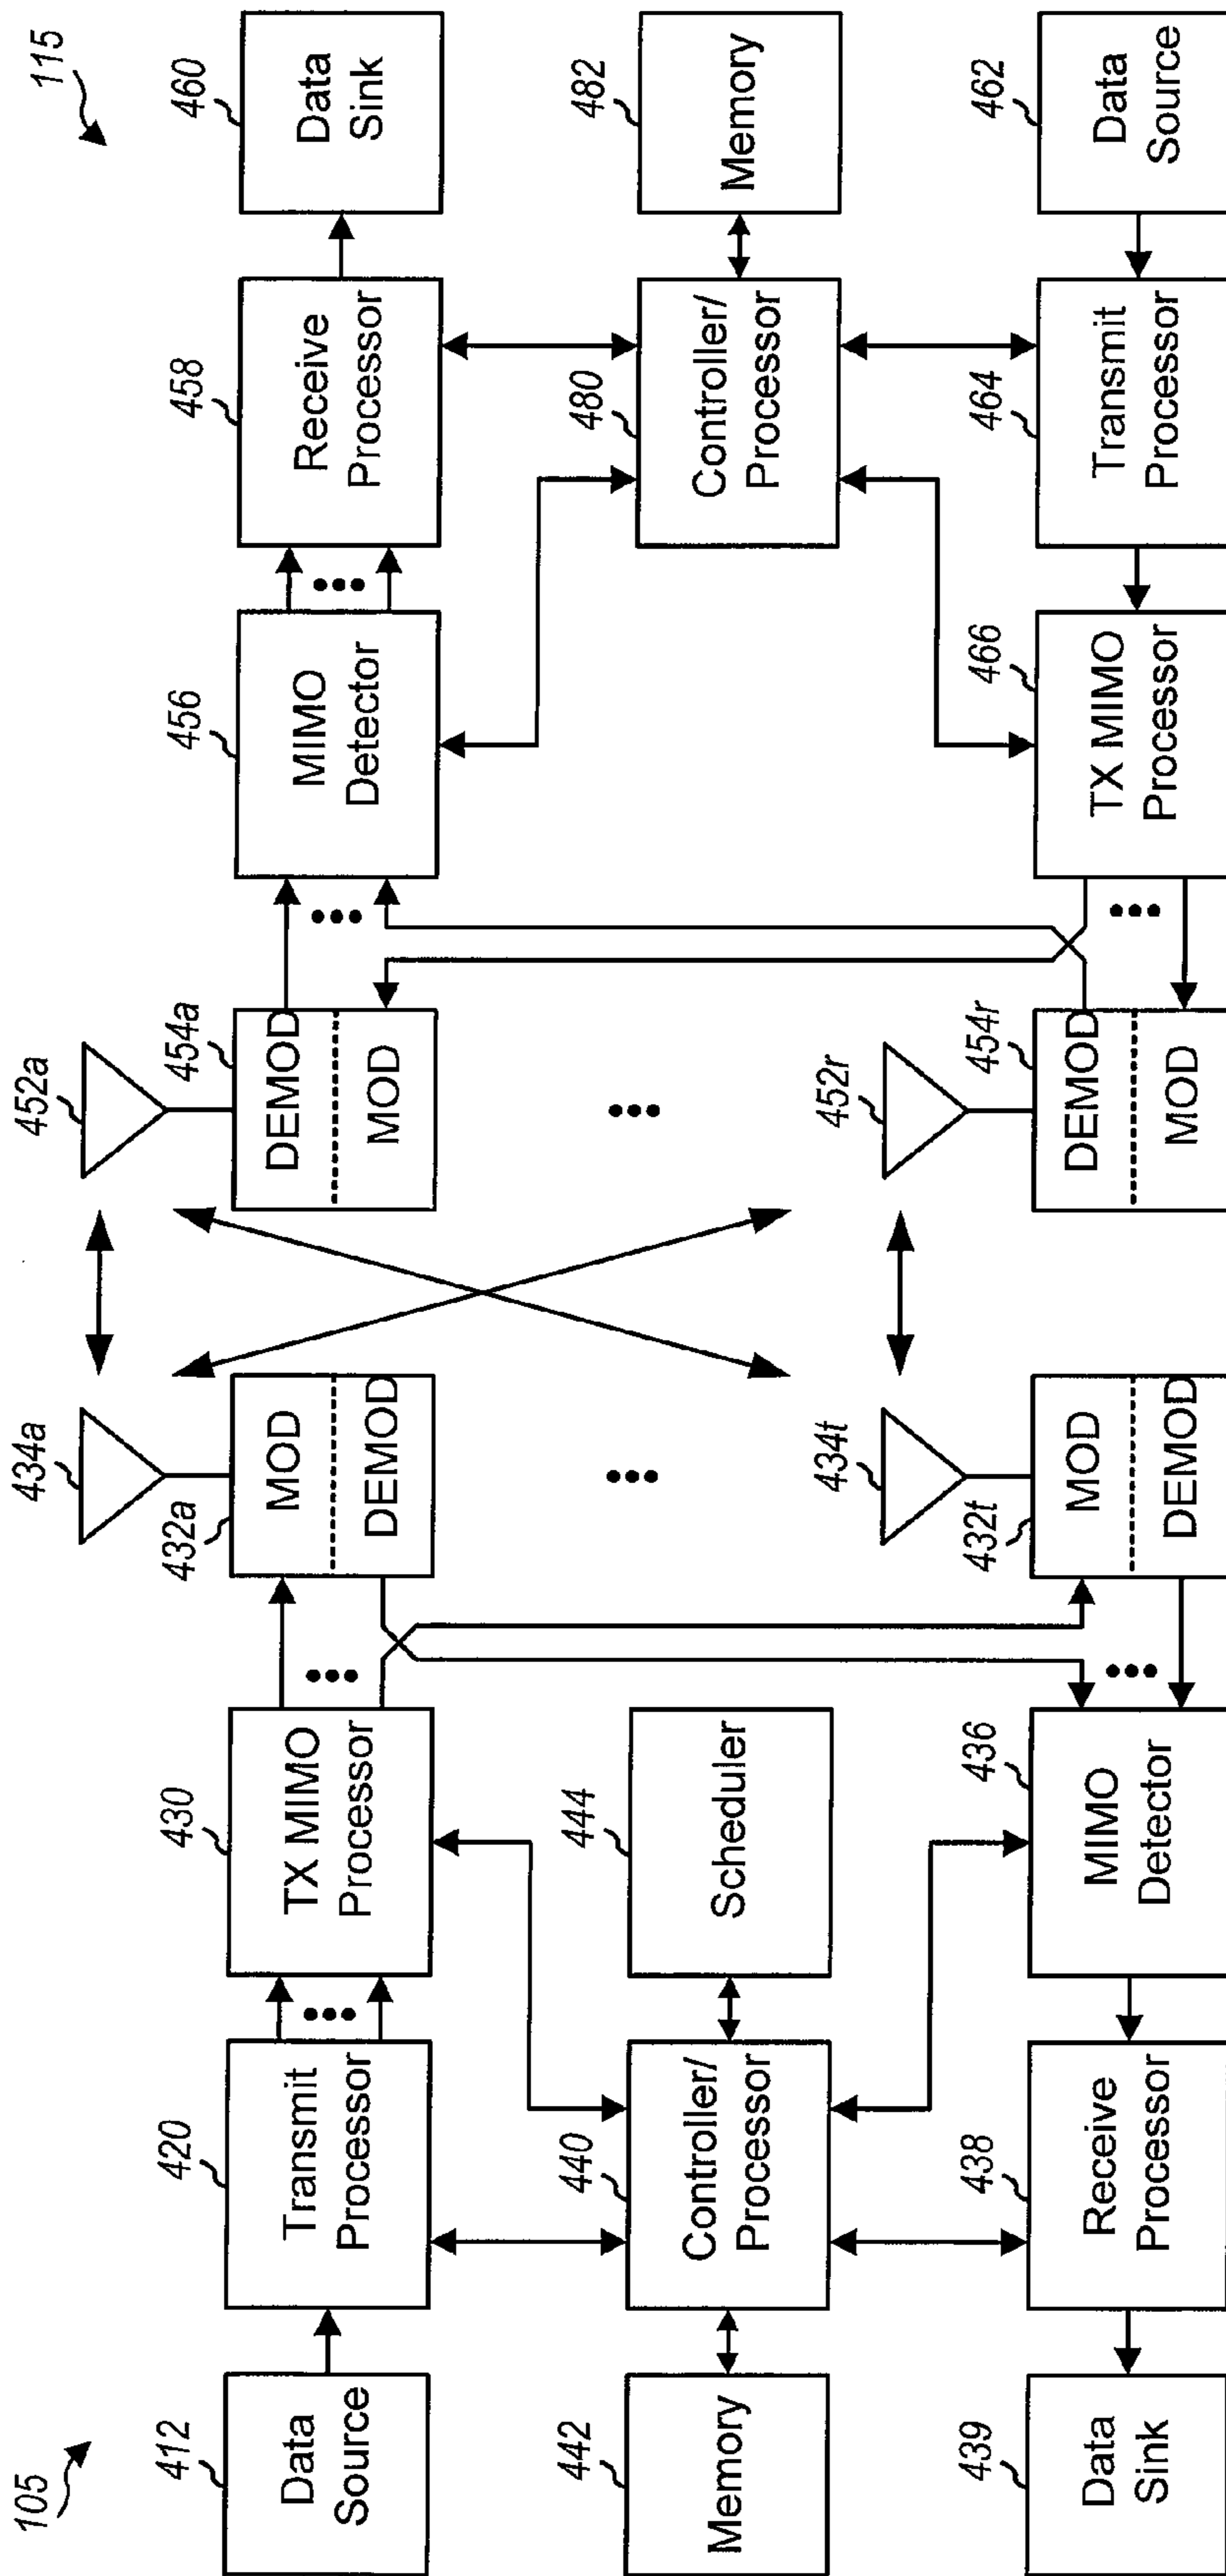 105
115
412
Data
Source
420
Transmit
Processor
430
TX MIMO
Processor
432a
434a
MOD
DEMOD
452a
454a
DEMOD
MOD
456
MIMO
Detector
458
Receive
Processor
460
Data
Sink
442
Memory
440
Controller/
Processor
444
Scheduler
480
Controller/
Processor
482
Memory
439
Data
Sink
438
Receive
Processor
436
MIMO
Detector
432t
434t
MOD
DEMOD
452r
454r
DEMOD
MOD
466
TX MIMO
Processor
464
Transmit
Processor
462
Data
Source